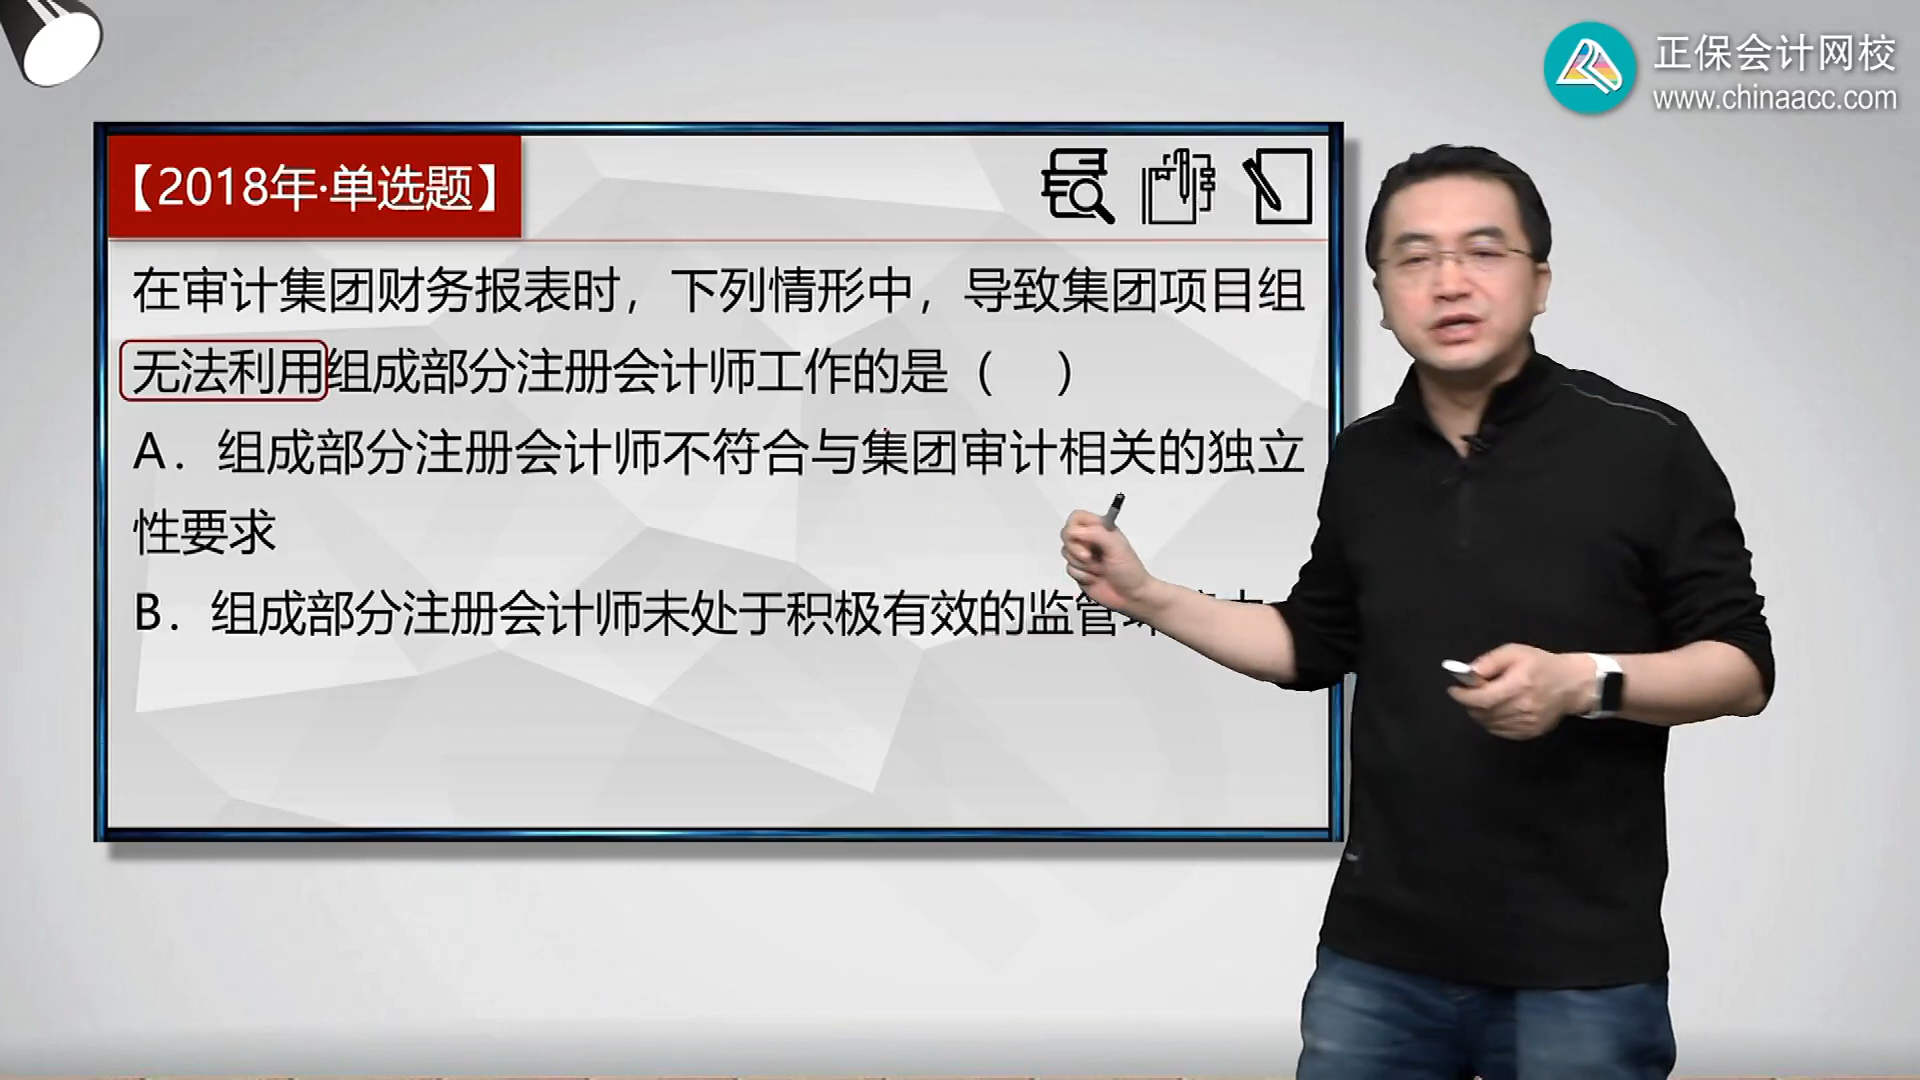 正保会计网校
www.chinaacc.com
【2018年·单选题】
在审计集团财务报表时，下列情形中，导致集团项目组
无法利用组成部分注册会计师工作的是（　）
A．组成部分注册会计师不符合与集团审计相关的独立
性要求
B．组成部分注册会计师未处于积极有效的监管